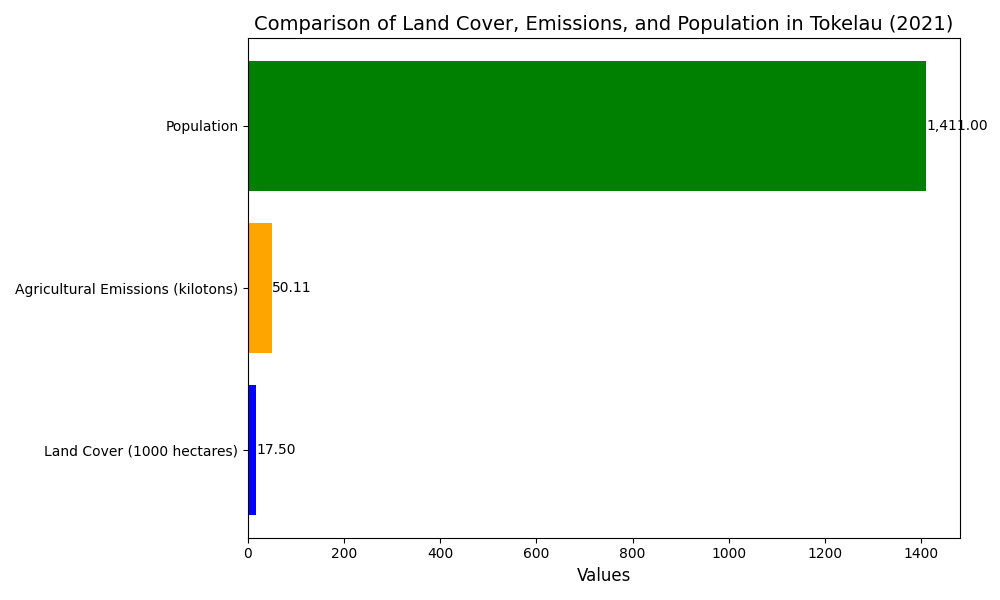 Comparison of Land Cover, Emissions, and Population in Tokelau (2021)
Population
1,411.00
Agricultural Emissions (kilotons)
50.11
Land Cover (1000 hectares)
17.50
0 200 400 600 800 1000 1200 1400
Values